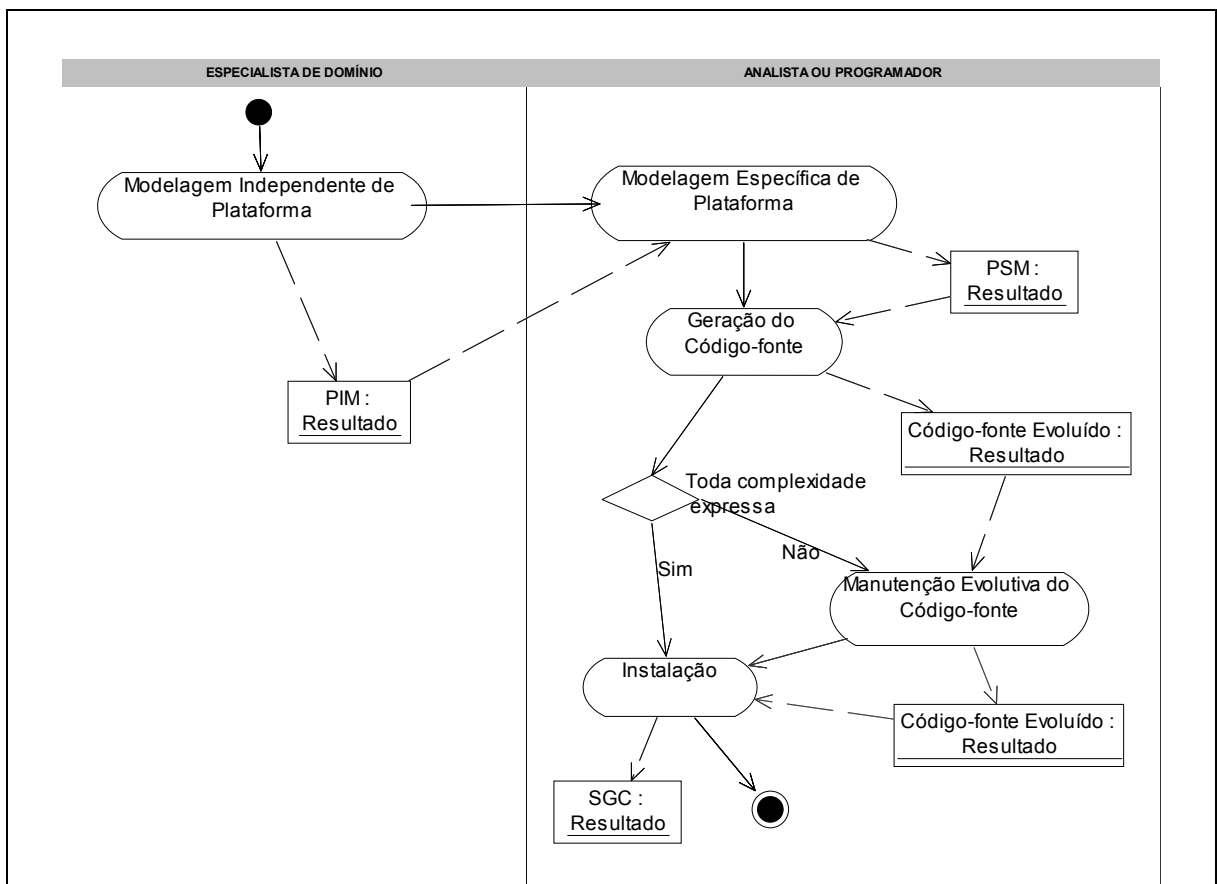 ESPECIALISTA DE DOMÍNIO
ANALISTA OU PROGRAMADOR
Modelagem Independente de
Plataforma
Modelagem Específica de
Plataforma
PSM :
Resultado
Geração do
Código-fonte
PIM :
Resultado
Código-fonte Evoluído :
Resultado
Toda complexidade
expressa
Não
Sim
Manutenção Evolutiva do
Código-fonte
Instalação
Código-fonte Evoluído :
Resultado
SGC :
Resultado